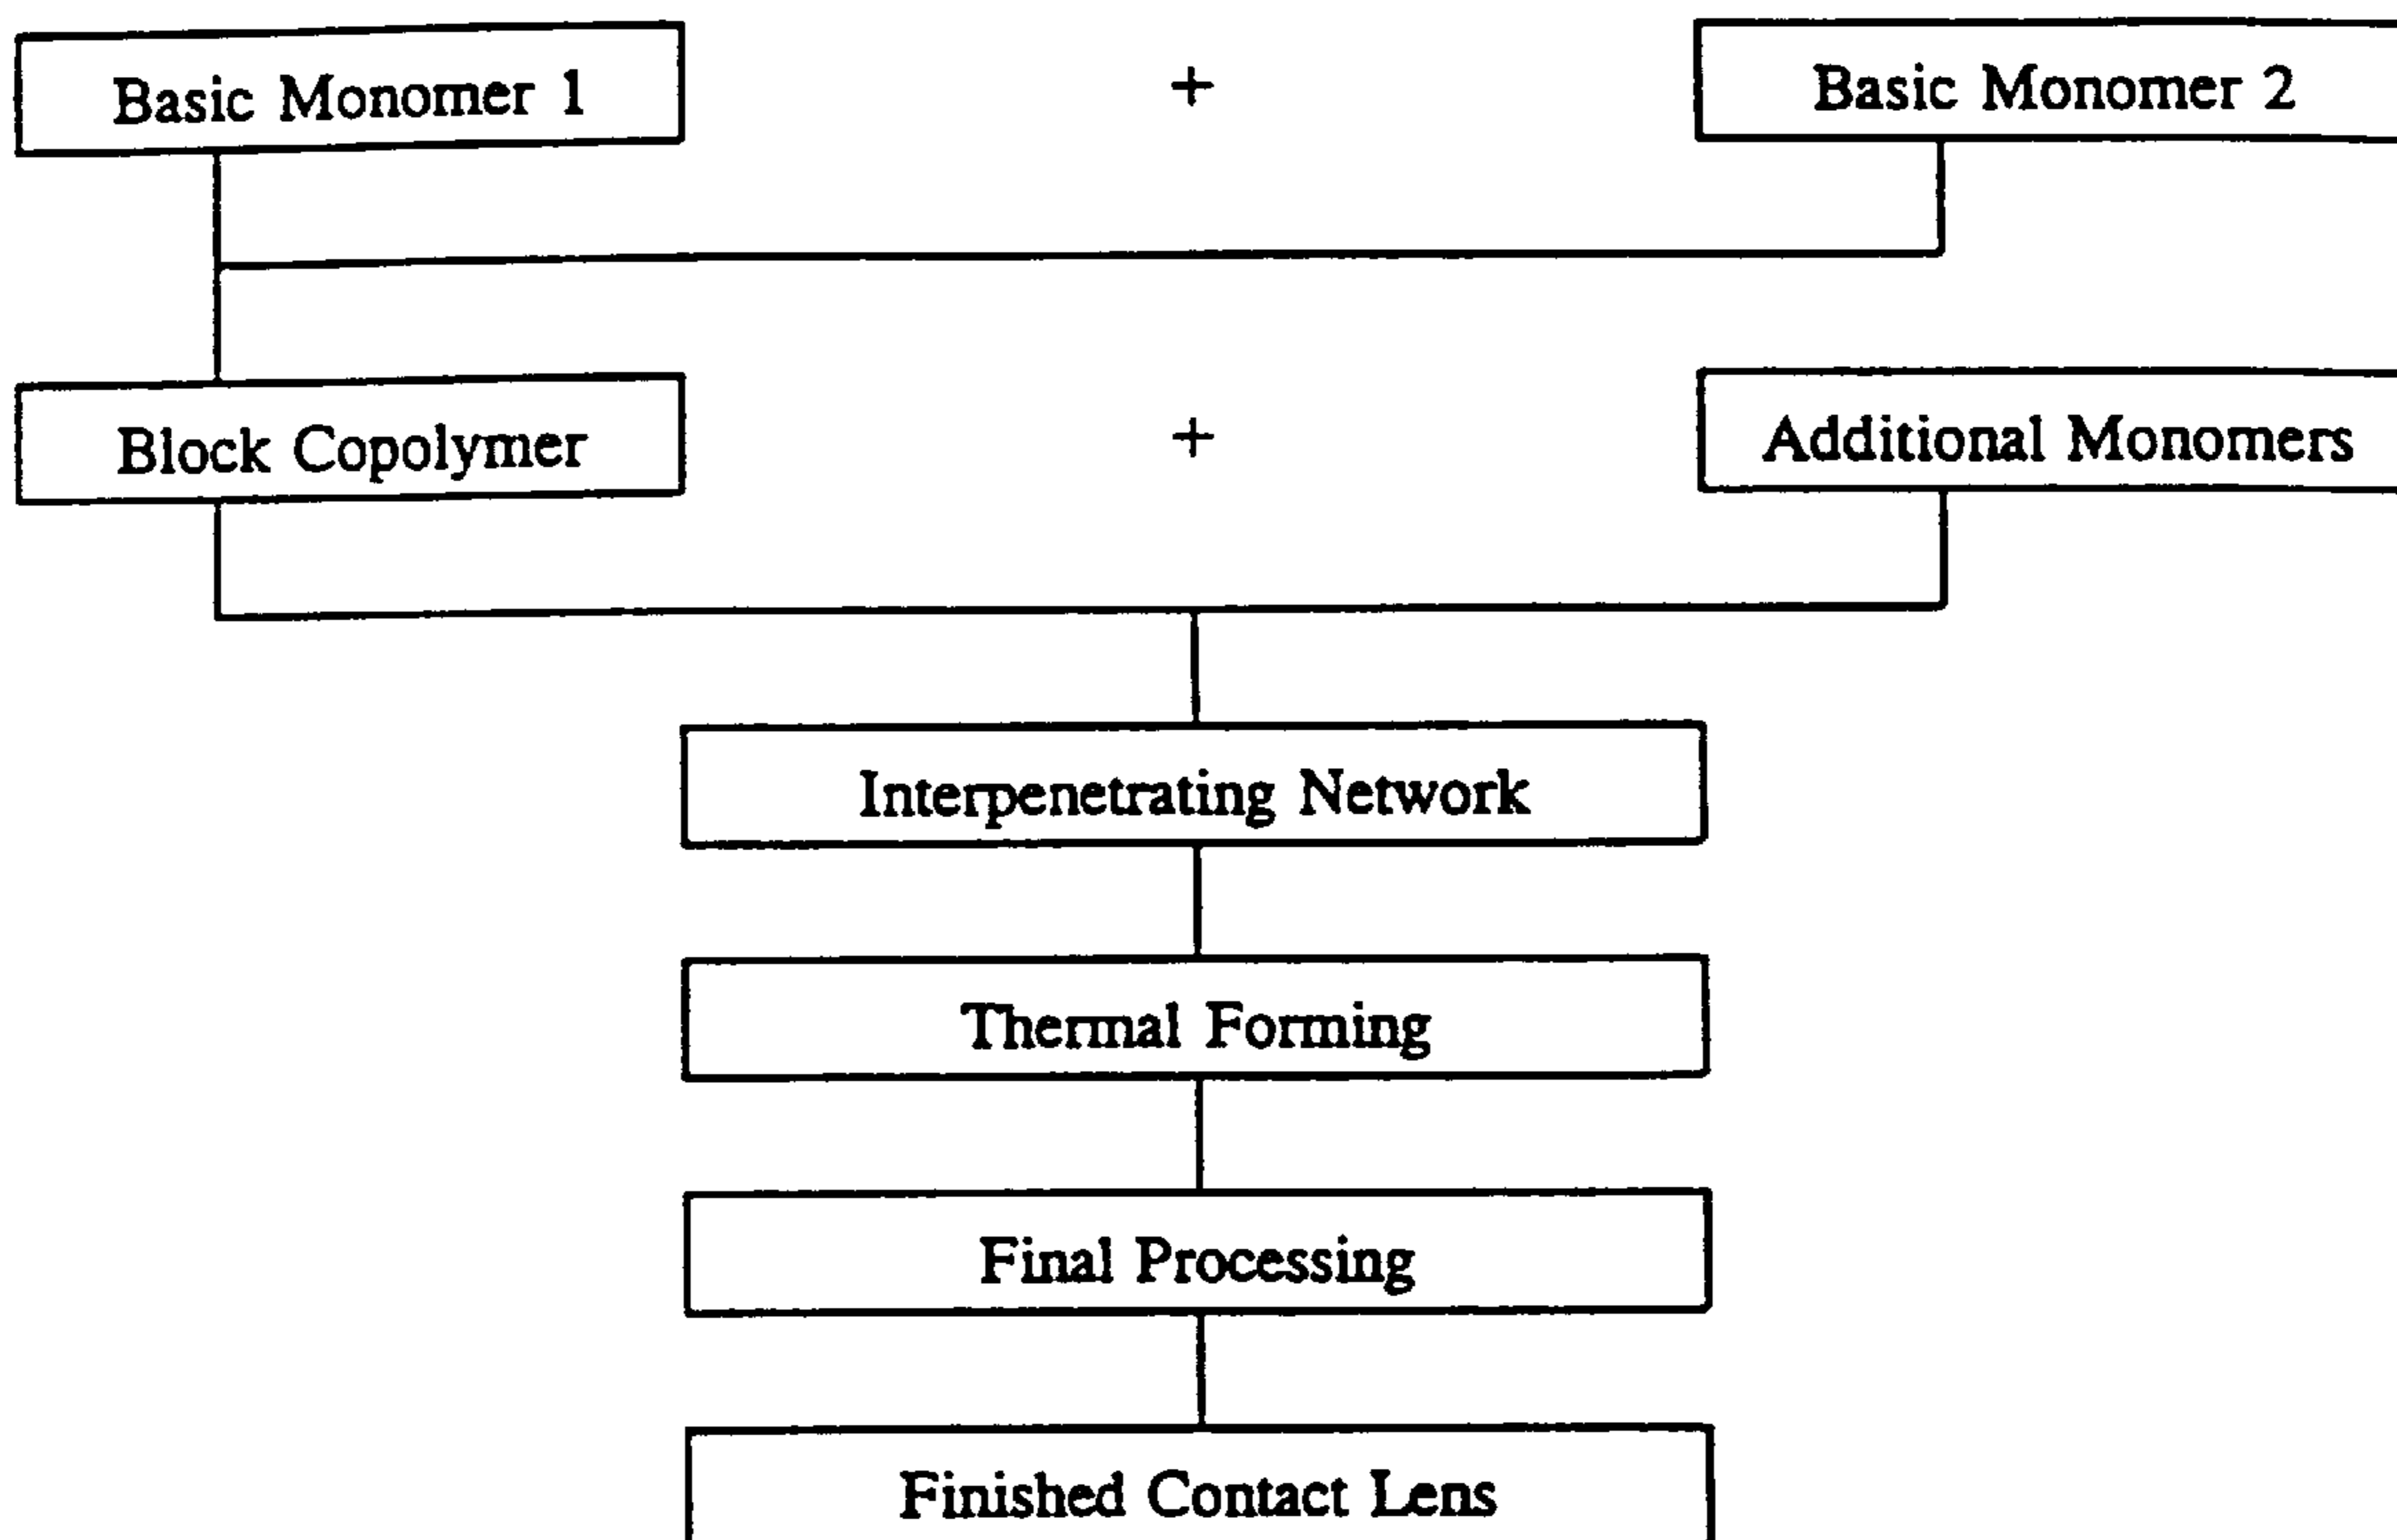 Basic Monomer 1 + Basic Monomer 2
Block Copolymer + Additional Monomers
Interpenetrating Network
Thermal Forming
Final Processing
Finished Contact Lens